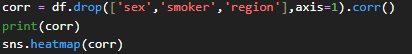 corr = df.drop(['sex','smoker','region'],axis=1).corr()
print(corr)
sns.heatmap(corr)